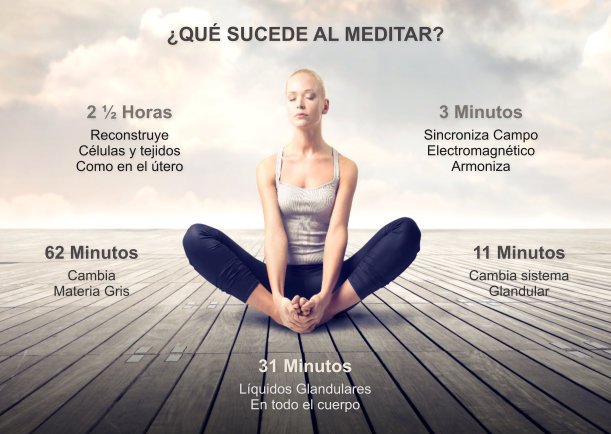 ¿QUÉ SUCEDE AL MEDITAR?
2 ½ Horas
Reconstruye
Células y tejidos
Como en el útero
3 Minutos
Sincroniza Campo
Electromagnético
Armoniza
62 Minutos
Cambia
Materia Gris
11 Minutos
Cambia sistema
Glandular
31 Minutos
Líquidos Glandulares
En todo el cuerpo